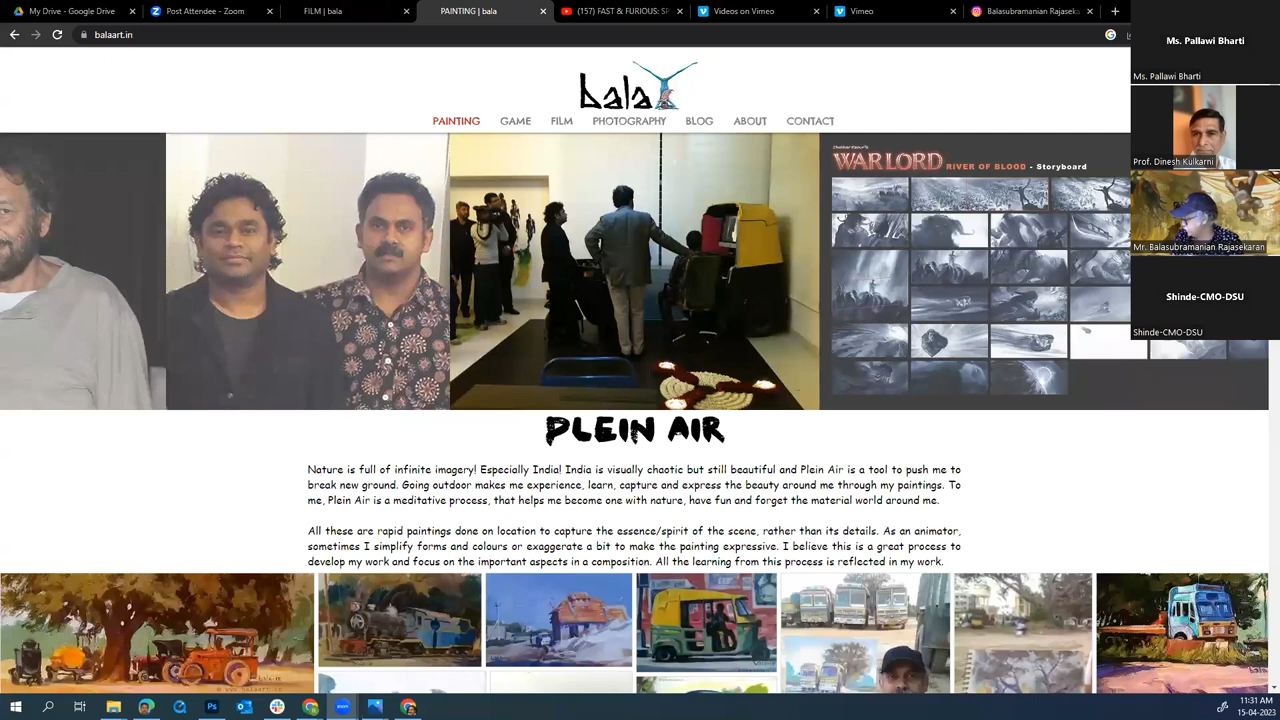 My Drive - Google Drive
Post Attendee - Zoom
FILM | bala
PAINTING | bala
(157) FAST & FURIOUS: SP
Videos on Vimeo
Vimeo
Balasubramanian Rajaseka
balaart.in
Ms. Pallawi Bharti
Ms. Pallawi Bharti
Prof. Dinesh Kulkarni
Mr. Balasubramanian Rajasekaran
Shinde-CMO-DSU
Shinde-CMO-DSU
bala
PAINTING GAME FILM PHOTOGRAPHY BLOG ABOUT CONTACT
WARLORD RIVER OF BLOOD - Storyboard
PLEIN AIR
Nature is full of infinite imagery! Especially India! India is visually chaotic but still beautiful and Plein Air is a tool to push me to
break new ground. Going outdoor makes me experience, learn, capture and express the beauty around me through my paintings. To
me, Plein Air is a meditative process, that helps me become one with nature, have fun and forget the material world around me.
All these are rapid paintings done on location to capture the essence/spirit of the scene, rather than its details. As an animator,
sometimes I simplify forms and colours or exaggerate a bit to make the painting expressive. I believe this is a great process to
develop my work and focus on the important aspects in a composition. All the learning from this process is reflected in my work.
11:31 AM
15-04-2023